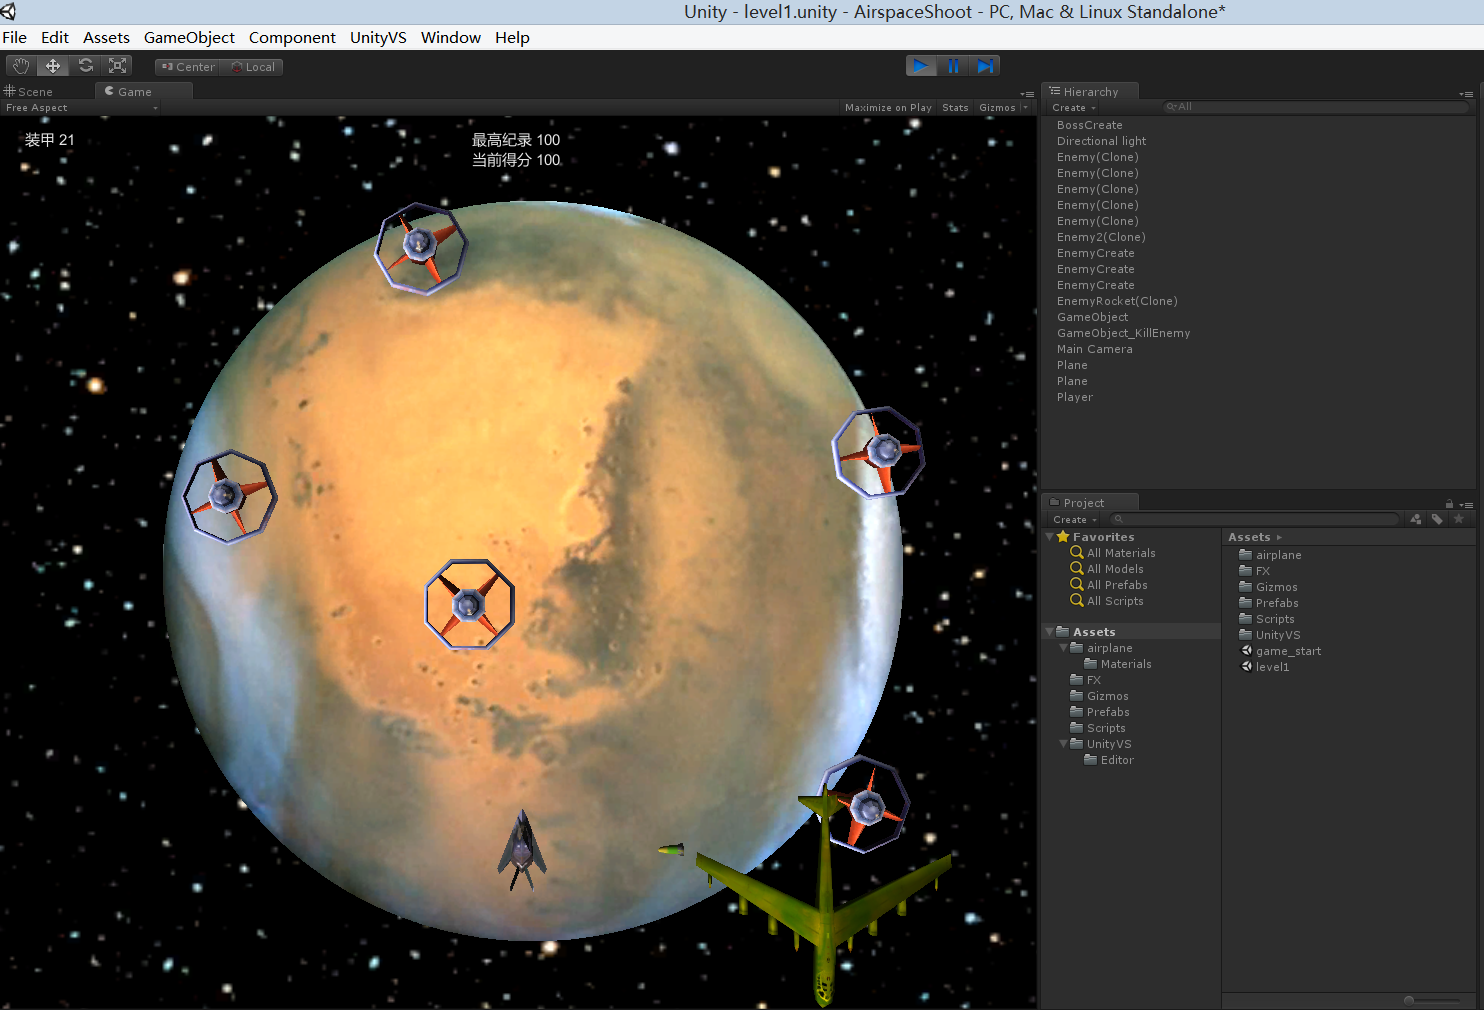 Unity - level1.unity - AirspaceShoot - PC, Mac & Linux Standalone*
File Edit Assets GameObject Component UnityVS Window Help
Center Local
Scene Game
Free Aspect Maximize on Play Stats Gizmos
装甲 21
最高纪录 100
当前得分 100
Hierarchy
Create All
BossCreate
Directional light
Enemy(Clone)
Enemy(Clone)
Enemy(Clone)
Enemy(Clone)
Enemy(Clone)
Enemy2(Clone)
EnemyCreate
EnemyCreate
EnemyCreate
EnemyRocket(Clone)
GameObject
GameObject_KillEnemy
Main Camera
Plane
Plane
Player
Project
Create
Favorites
All Materials
All Models
All Prefabs
All Scripts
Assets
airplane
Materials
FX
Gizmos
Prefabs
Scripts
UnityVS
Editor
Assets
airplane
FX
Gizmos
Prefabs
Scripts
UnityVS
game_start
level1